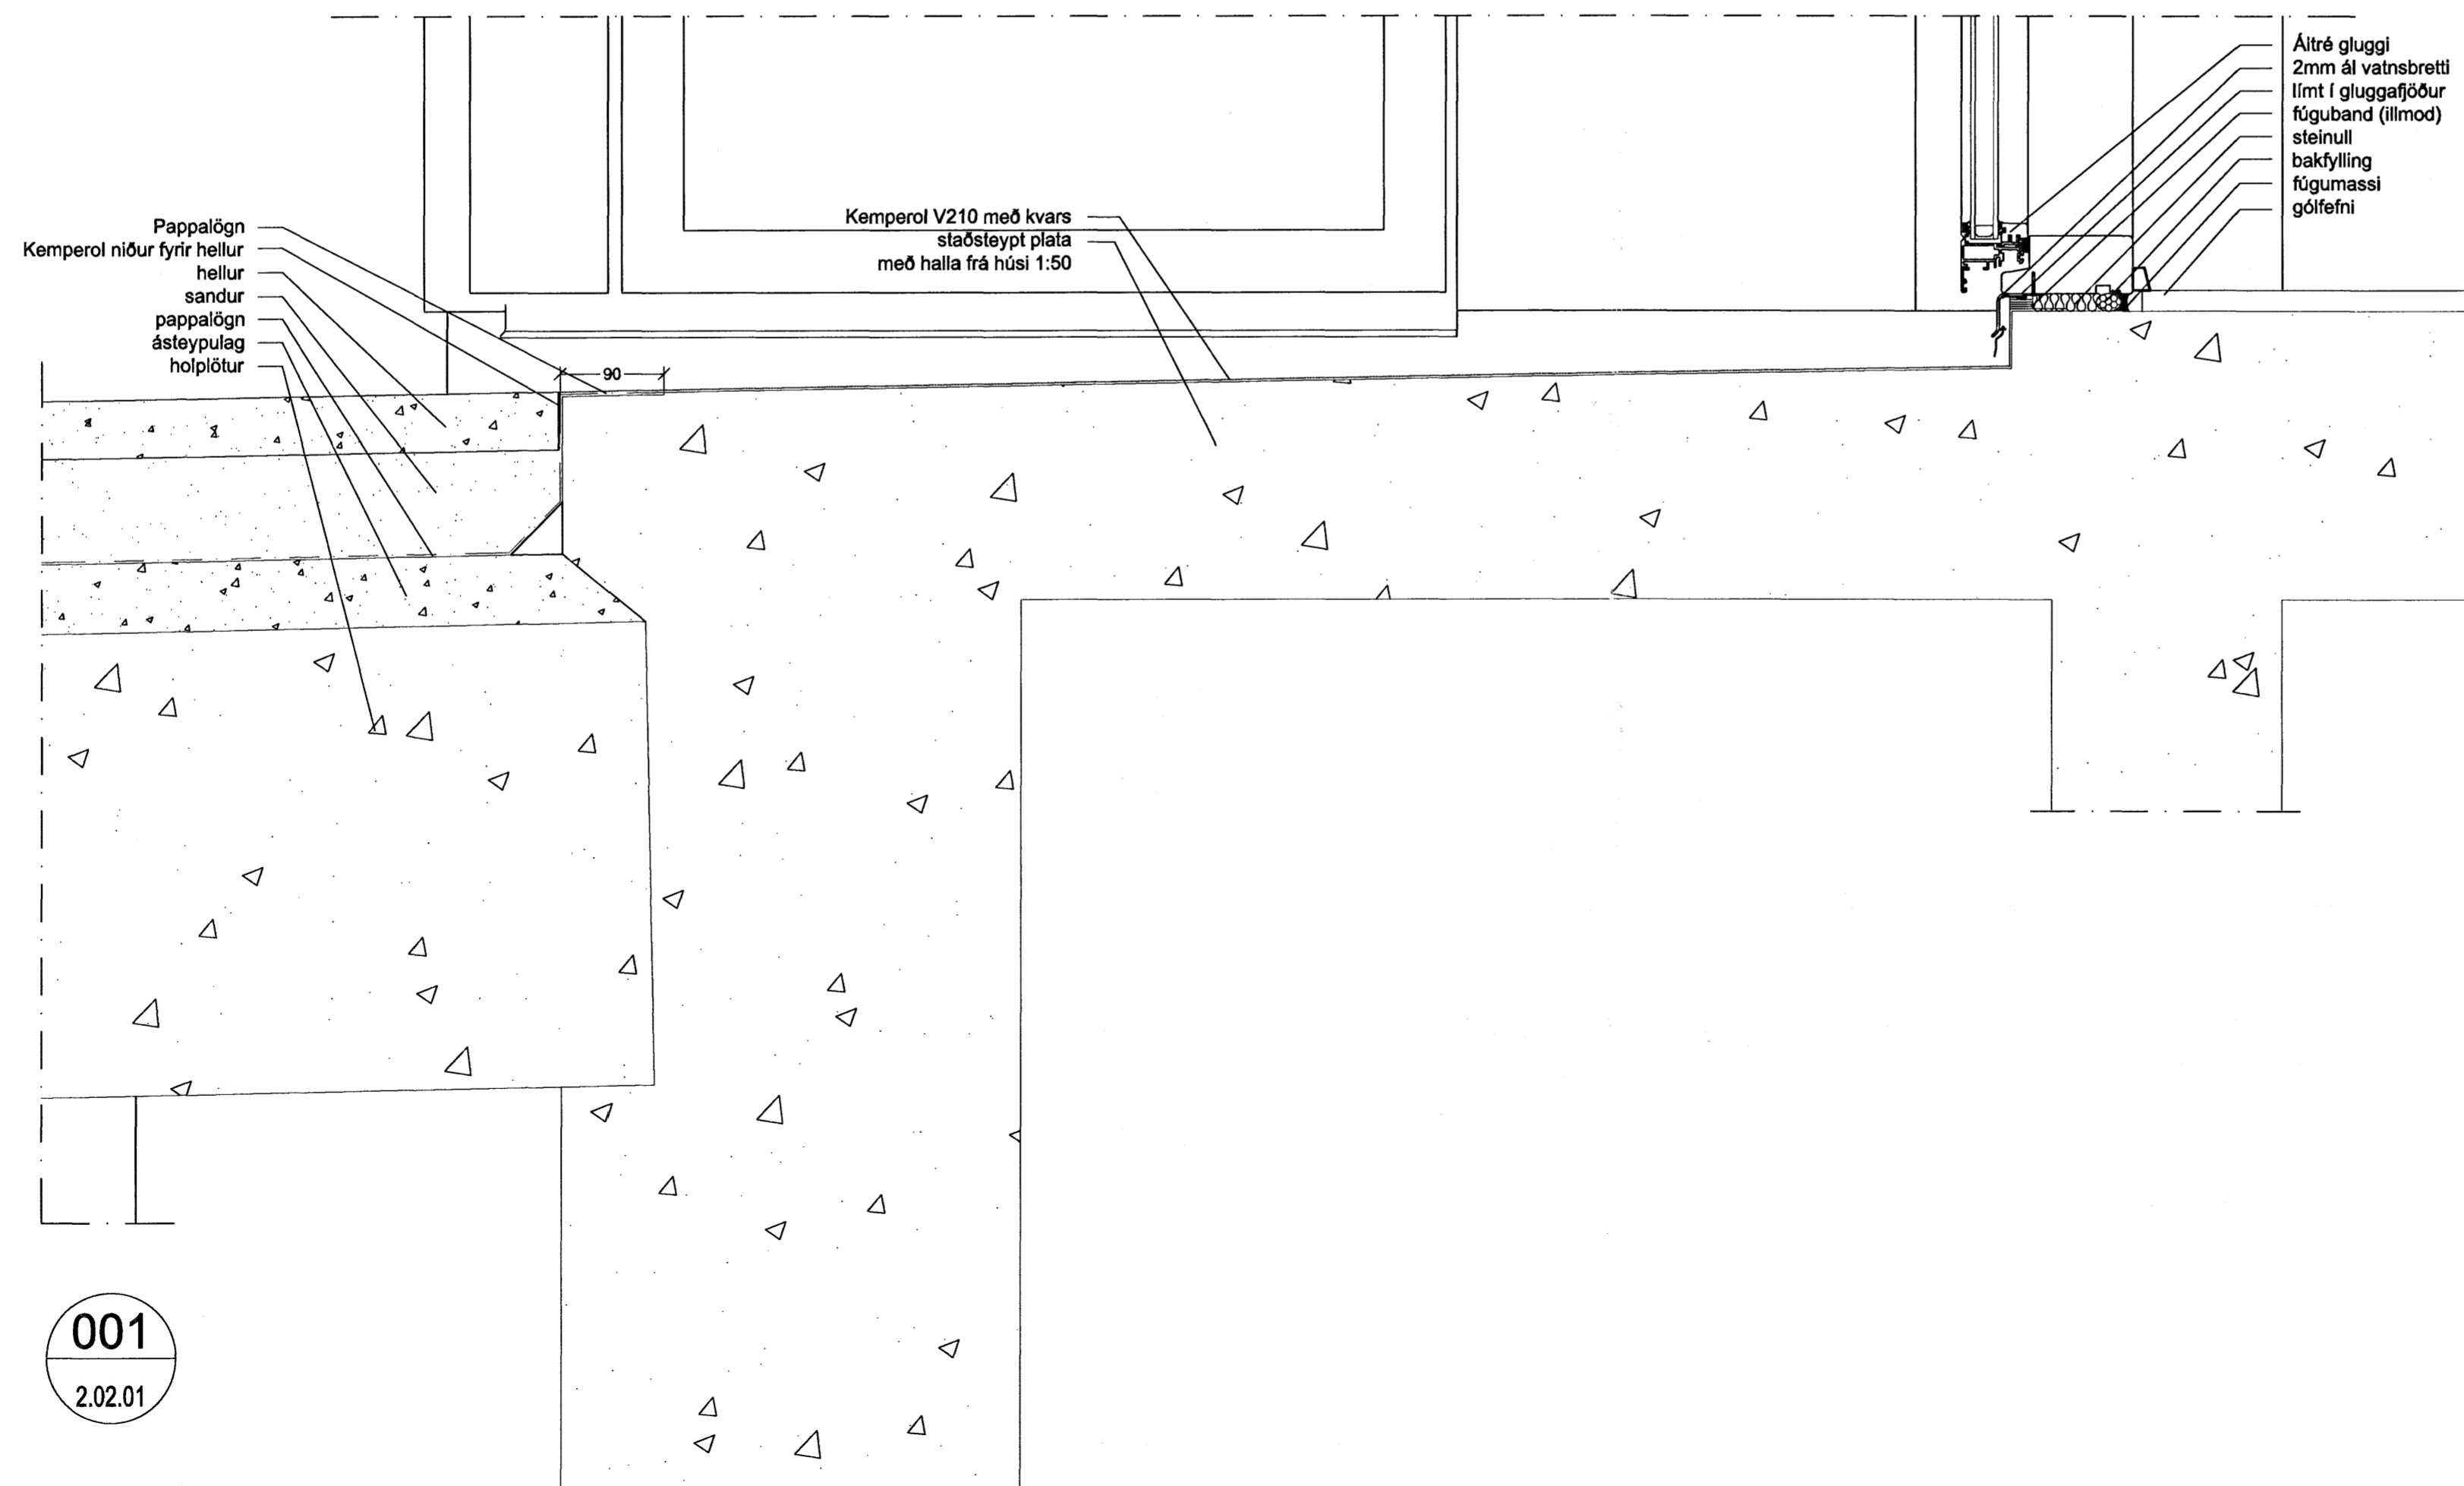 Áltré gluggi
2mm ál vatnsbretti
límt í gluggafjöður
fúguband (illmod)
steinull
bakfylling
fúgumassi
gólfefni
Pappalögn
Kemperol niður fyrir hellur
hellur
sandur
pappalögn
ásteypulag
holplötur
Kemperol V210 með kvars
staðsteypt plata
með halla frá húsi 1:50
90
001
2.02.01